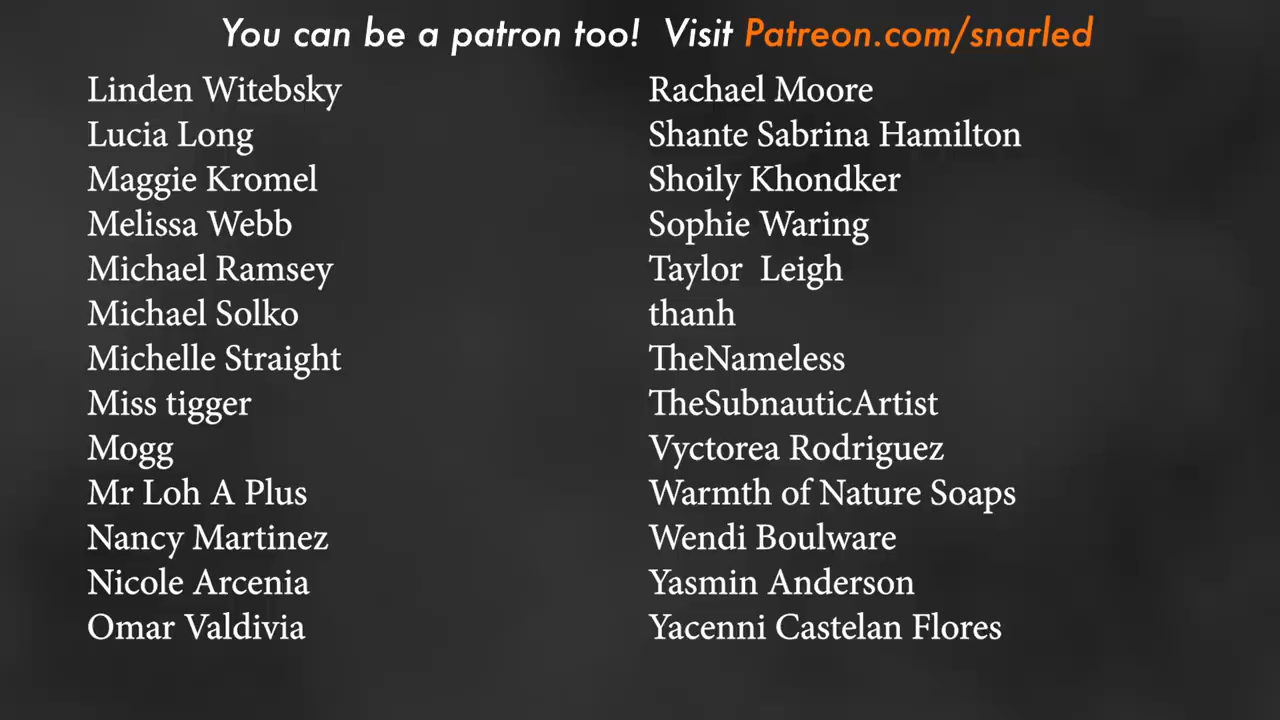 You can be a patron too!  Visit Patreon.com/snarled
Linden Witebsky
Lucia Long
Maggie Kromel
Melissa Webb
Michael Ramsey
Michael Solko
Michelle Straight
Miss tigger
Mogg
Mr Loh A Plus
Nancy Martinez
Nicole Arcenia
Omar Valdivia
Rachael Moore
Shante Sabrina Hamilton
Shoily Khondker
Sophie Waring
Taylor  Leigh
thanh
TheNameless
TheSubnauticArtist
Vyctorea Rodriguez
Warmth of Nature Soaps
Wendi Boulware
Yasmin Anderson
Yacenni Castelan Flores